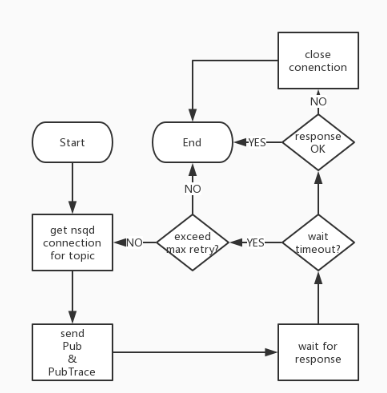 close
conenction
NO
Start
End
YES
response
OK
NO
get nsqd
connection
for topic
NO
exceed
max retry?
YES
wait
timeout?
send
Pub
&
PubTrace
wait for
response